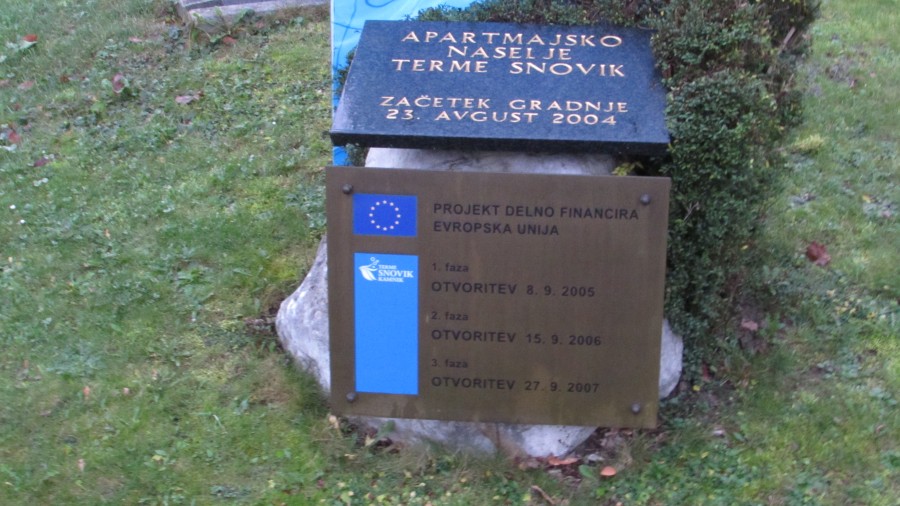 APARTMAJSKO
NASELJE
TERME SNOVIK
ZAČETEK GRADNJE
23. AVGUST 2004
PROJEKT DELNO FINANCIRA
EVROPSKA UNIJA
TERME
SNOVIK
KAMNIK
1. faza
OTVORITEV 8. 9. 2005
2. faza
OTVORITEV 15. 9. 2006
3. faza
OTVORITEV 27. 9. 2007